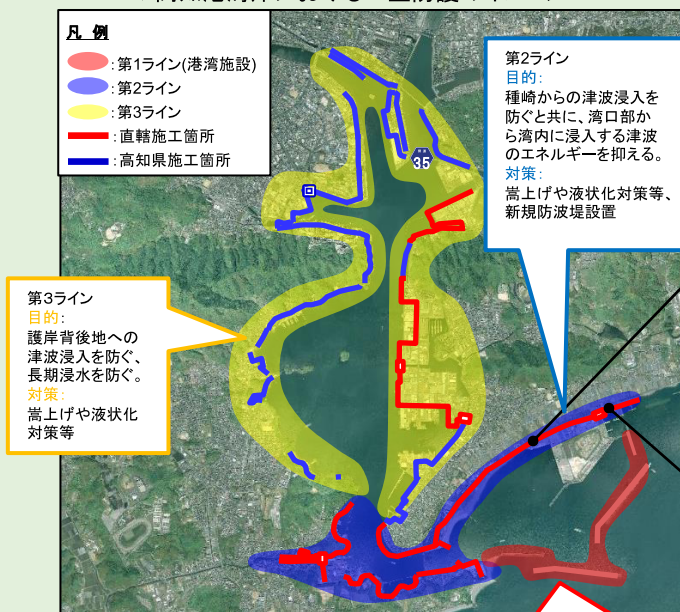 凡 例
：第1ライン(港湾施設)
：第2ライン
：第3ライン
：直轄施工箇所
：高知県施工箇所
第2ライン
目的：
種崎からの津波浸入を
防ぐと共に、湾口部か
ら湾内に浸入する津波
のエネルギーを抑える。
対策：
嵩上げや液状化対策等、
新規防波堤設置
35
第3ライン
目的：
護岸背後地への
津波浸入を防ぐ、
長期浸水を防ぐ。
対策：
嵩上げや液状化
対策等